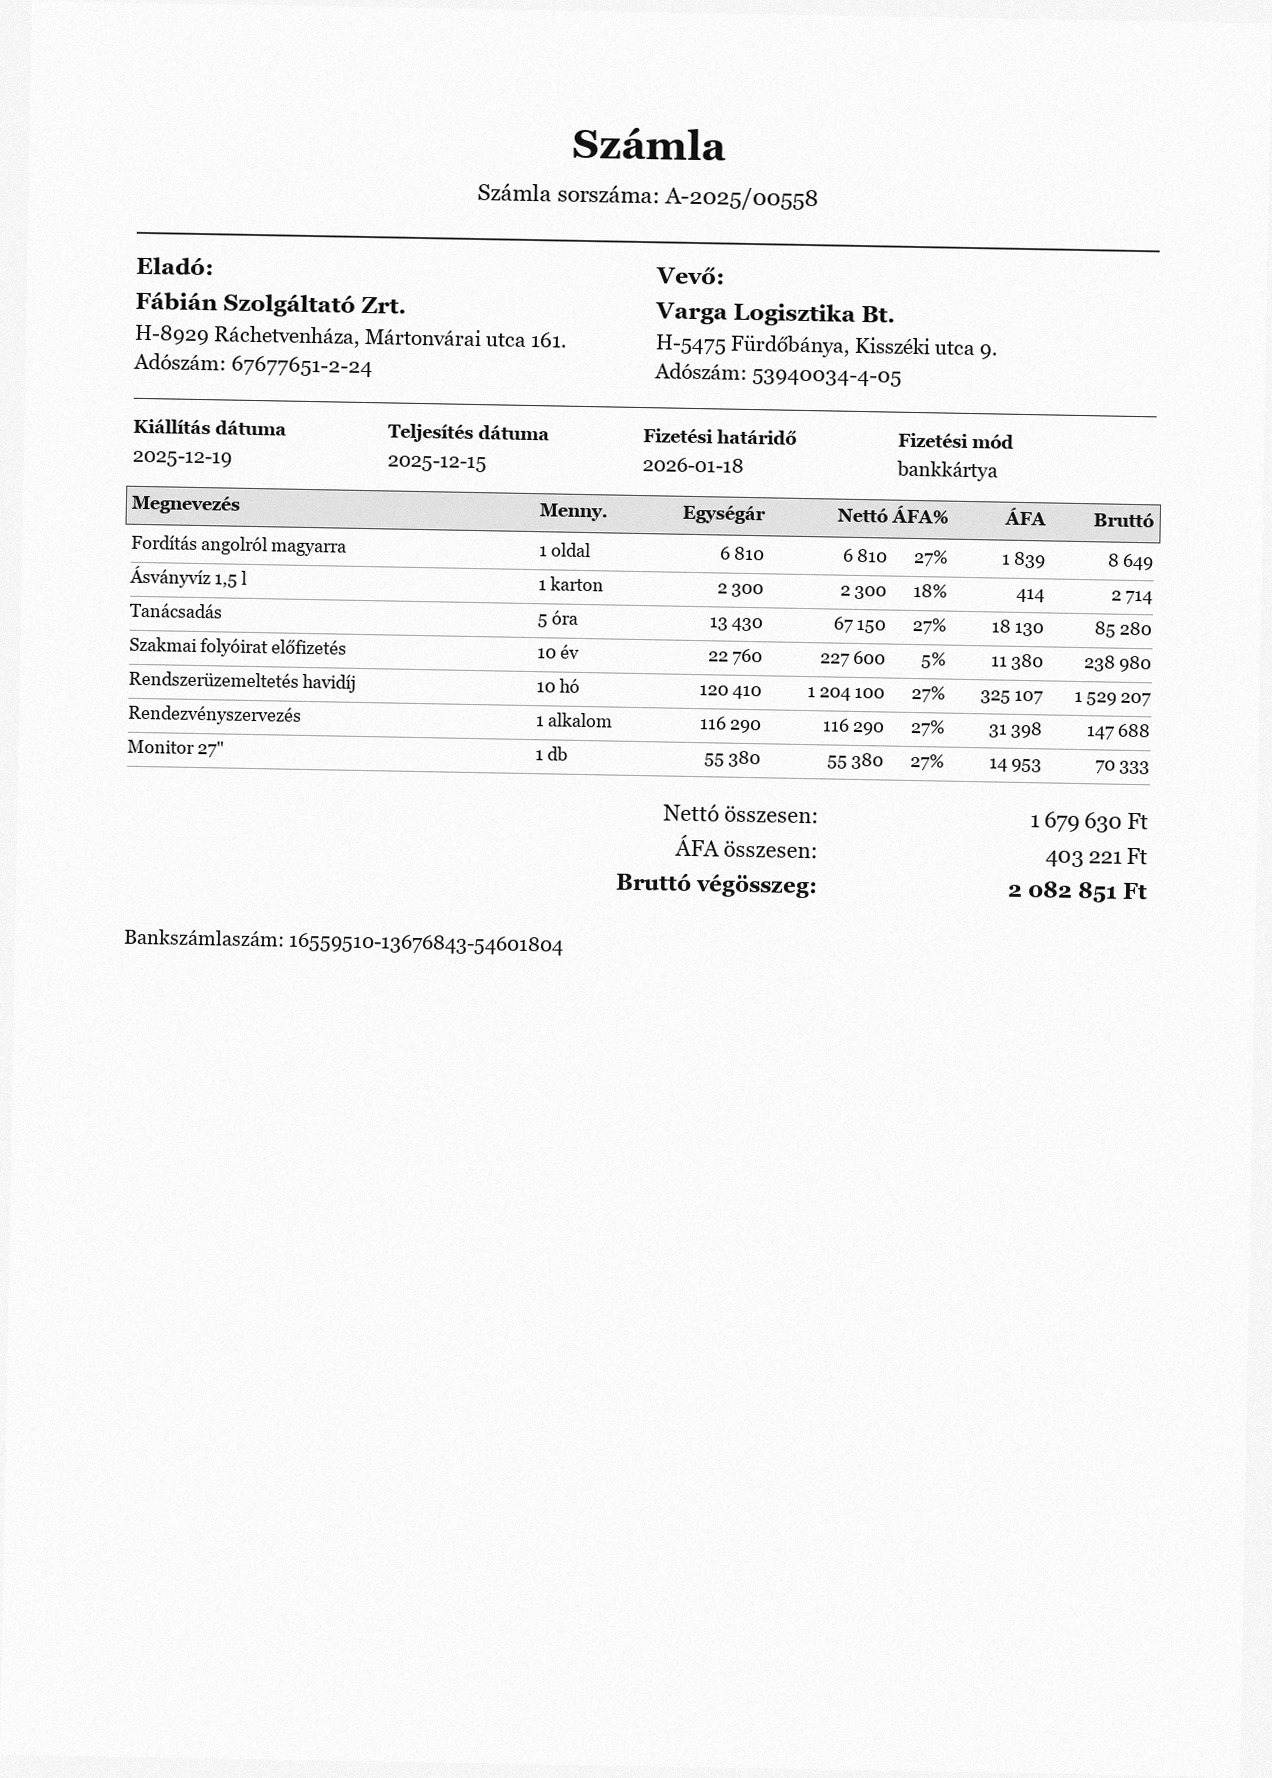 Számla
Számla sorszáma: A-2025/00558
Eladó:
Fábián Szolgáltató Zrt.
H-8929 Ráchetvenháza, Mártonvárai utca 161.
Adószám: 67677651-2-24
Vevő:
Varga Logisztika Bt.
H-5475 Fürdőbánya, Kisszéki utca 9.
Adószám: 53940034-4-05
Kiállítás dátuma Teljesítés dátuma Fizetési határidő Fizetési mód
2025-12-19 2025-12-15 2026-01-18 bankkártya
Megnevezés Menny. Egységár Nettó ÁFA% ÁFA Bruttó
Fordítás angolról magyarra 1 oldal 6 810 6 810 27% 1 839 8 649
Ásványvíz 1,5 l 1 karton 2 300 2 300 18% 414 2 714
Tanácsadás 5 óra 13 430 67 150 27% 18 130 85 280
Szakmai folyóirat előfizetés 10 év 22 760 227 600 5% 11 380 238 980
Rendszerüzemeltetés havidíj 10 hó 120 410 1 204 100 27% 325 107 1 529 207
Rendezvényszervezés 1 alkalom 116 290 116 290 27% 31 398 147 688
Monitor 27" 1 db 55 380 55 380 27% 14 953 70 333
Nettó összesen: 1 679 630 Ft
ÁFA összesen: 403 221 Ft
Bruttó végösszeg: 2 082 851 Ft
Bankszámlaszám: 16559510-13676843-54601804